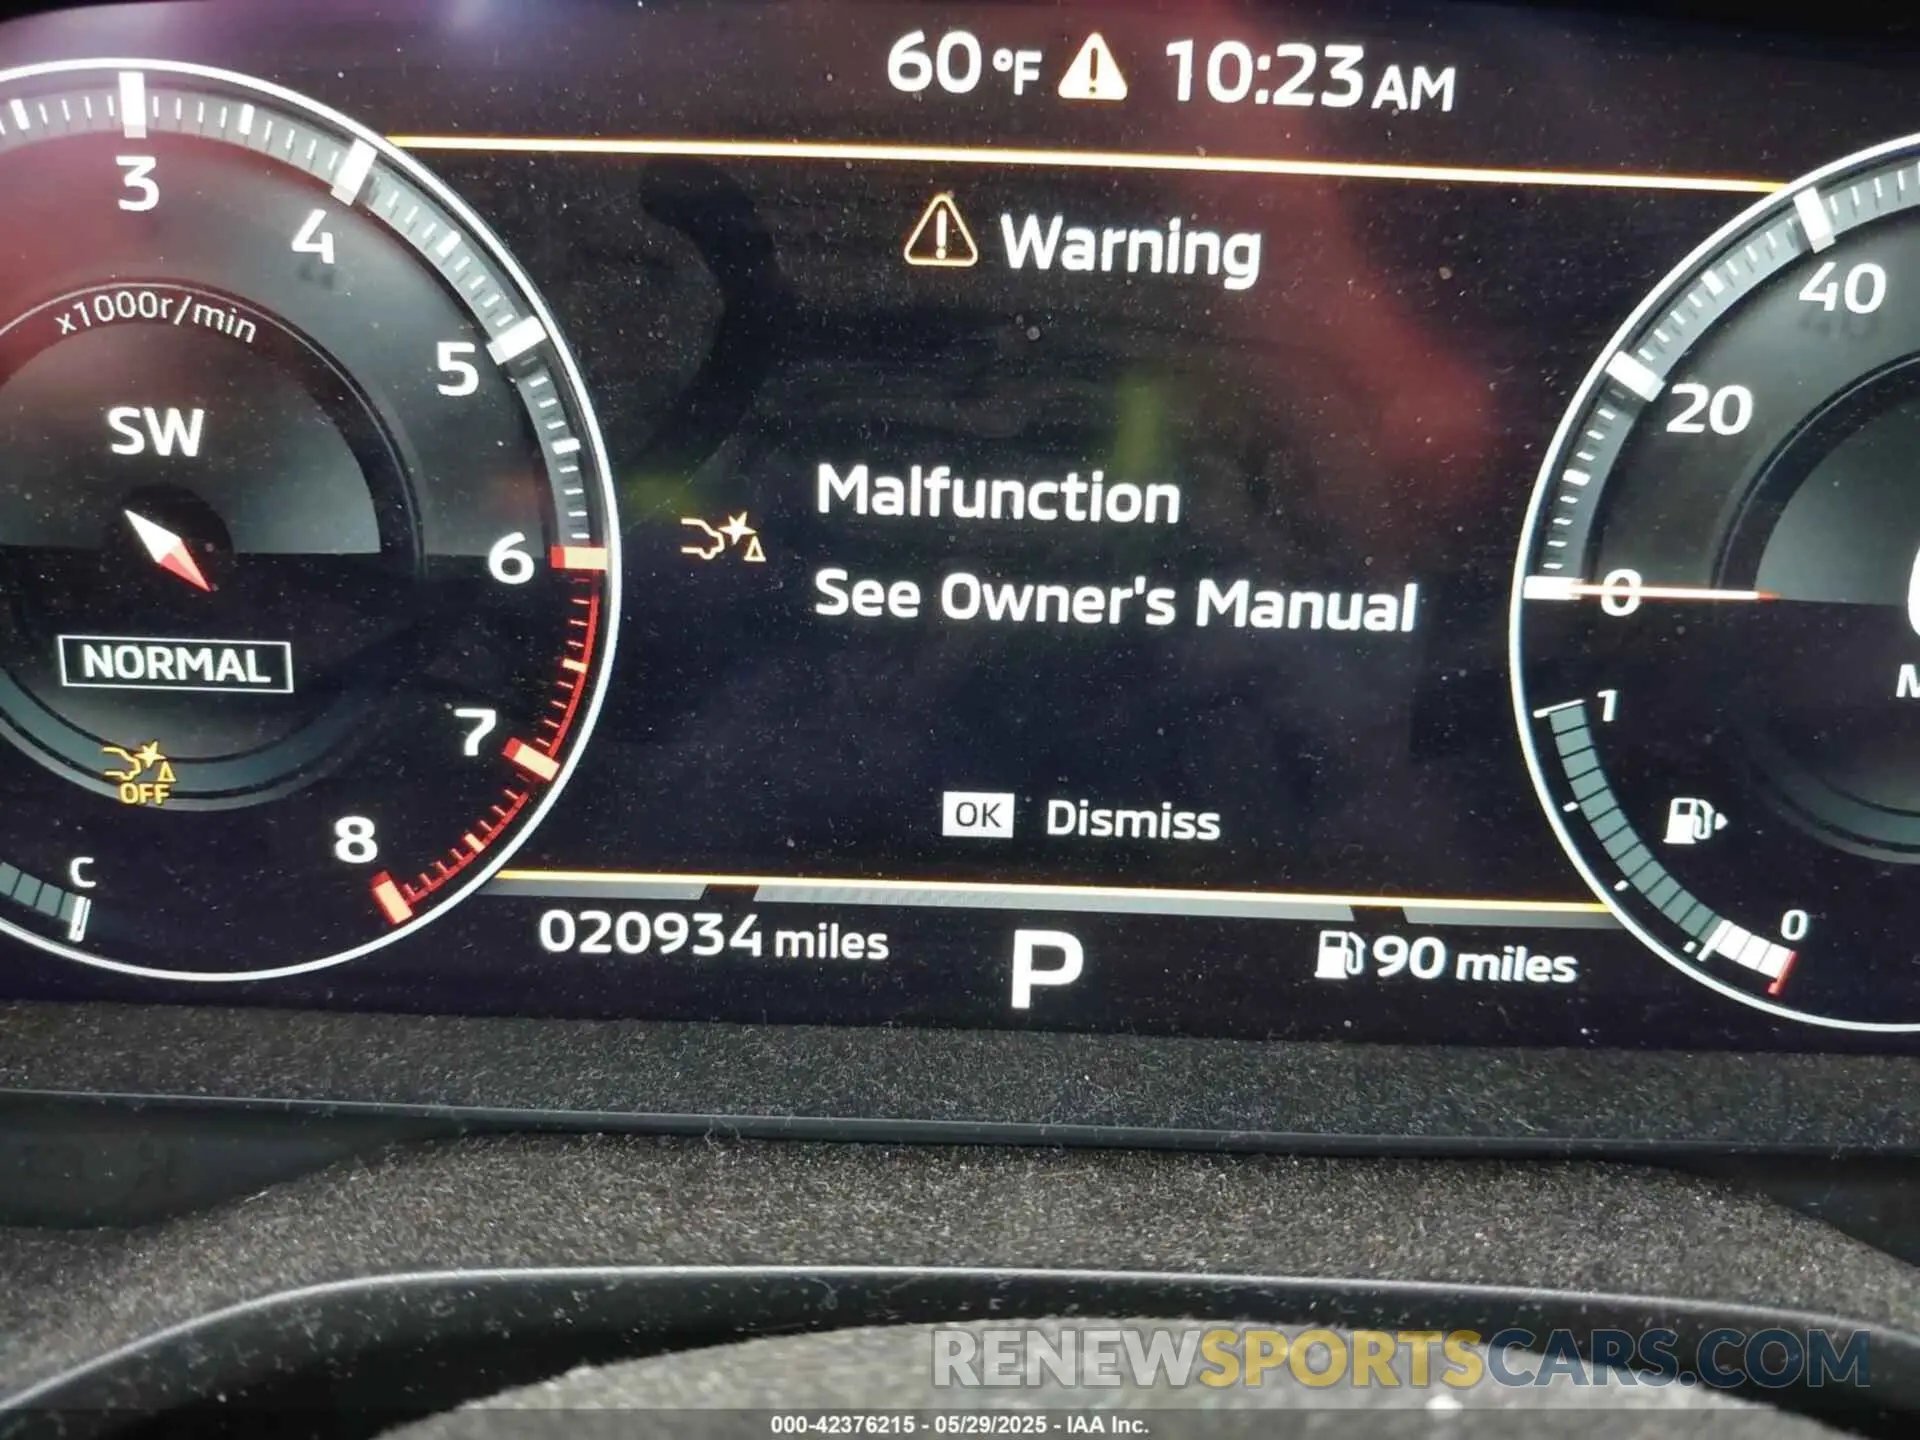 60 °F 10:23 AM
Warning
3
4
5
6
7
8
x1000r/min
SW
NORMAL
OFF
C
Malfunction
See Owner's Manual
OK Dismiss
40
20
0
1
0
020934 miles
P
90 miles
RENEWSPORTSCARS.COM
000-42376215 - 05/29/2025 - IAA Inc.